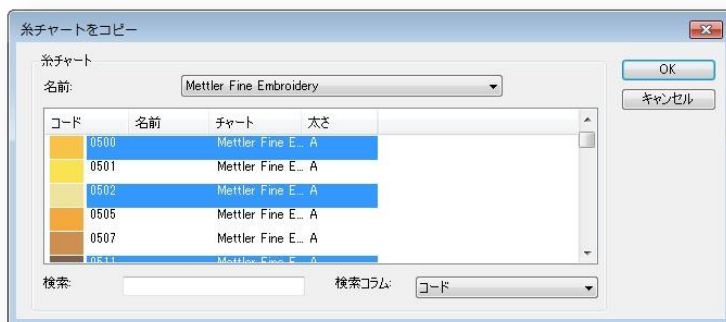 糸チャートをコピー
糸チャート
名前: Mettler Fine Embroidery
OK
キャンセル
コード 名前 チャート 太さ
0500 Mettler Fine E... A
0501 Mettler Fine E... A
0502 Mettler Fine E... A
0505 Mettler Fine E... A
0507 Mettler Fine E... A
0511 Mettler Fine E... A
検索: 検索コラム: コード